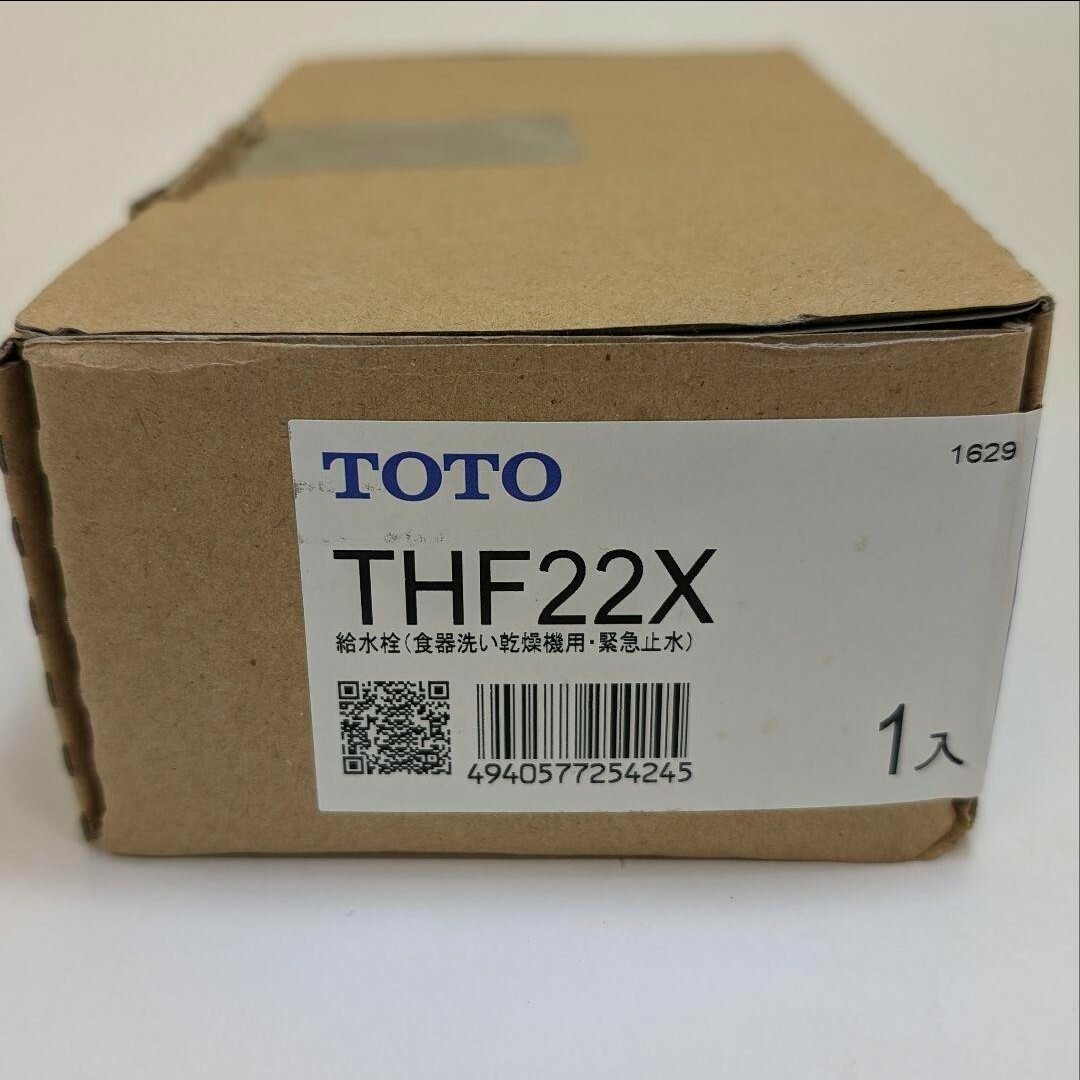 TOTO
1629
THF22X
給水栓(食器洗い乾燥機用・緊急止水)
4940577254245
1入